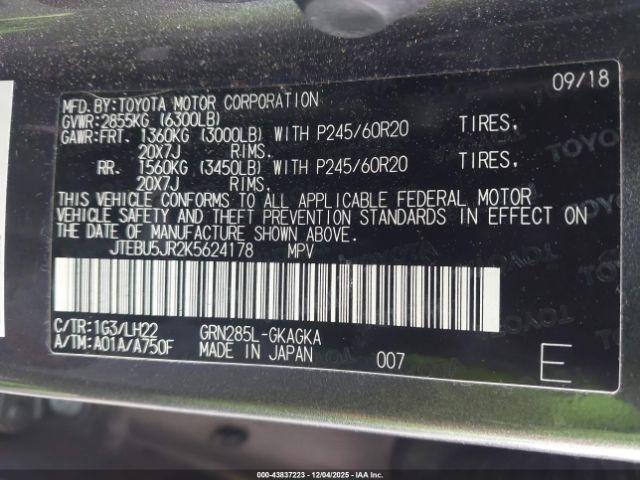 09/18
MFD.BY:TOYOTA MOTOR CORPORATION
GVWR:2855KG (6300LB)
GAWR:FRT. 1360KG (3000LB) WITH P245/60R20 TIRES,
20X7J RIMS.
RR. 1560KG (3450LB) WITH P245/60R20 TIRES,
20X7J RIMS.
THIS VEHICLE CONFORMS TO ALL APPLICABLE FEDERAL MOTOR
VEHICLE SAFETY AND THEFT PREVENTION STANDARDS IN EFFECT ON
THE DATE OF MANUFACTURE SHOWN ABOVE.
JTEBU5JR2K5624178 MPV
C/TR:1G3/LH22 GRN285L-GKAGKA
A/TM:A01A/A750F MADE IN JAPAN 007 E
TOYOTA
TOYOTA
TOYOTA
000-43837223 - 12/04/2025 - IAA Inc.